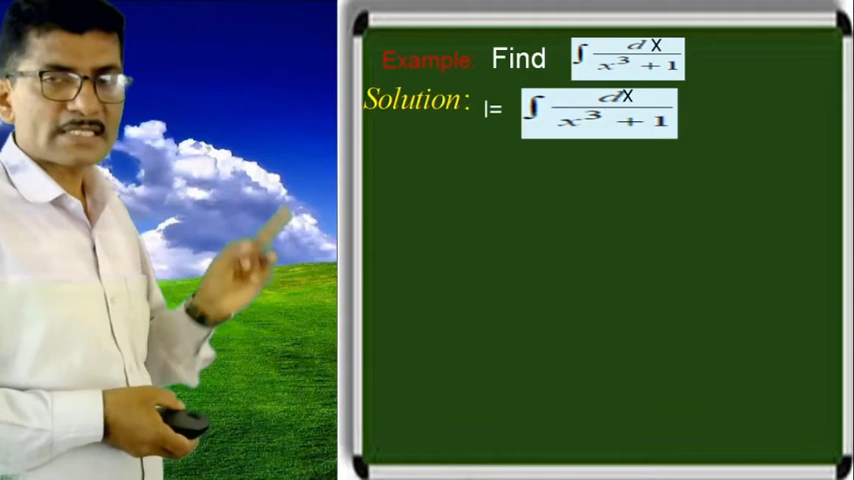 Example: Find ∫ dx / x³ + 1
Solution: I= ∫ dx / x³ + 1